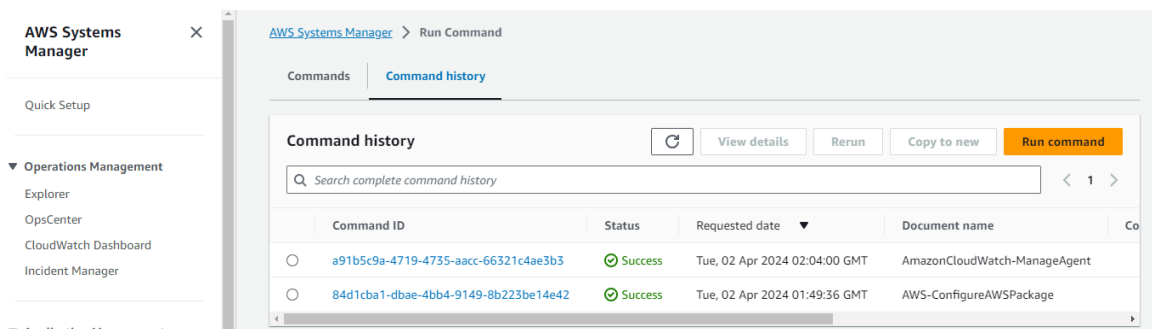 AWS Systems Manager
Quick Setup
Operations Management
Explorer
OpsCenter
CloudWatch Dashboard
Incident Manager
AWS Systems Manager > Run Command
Commands Command history
Command history View details Rerun Copy to new Run command
Search complete command history 1
Command ID Status Requested date Document name Co
a91b5c9a-4719-4735-aacc-66321c4ae3b3 Success Tue, 02 Apr 2024 02:04:00 GMT AmazonCloudWatch-ManageAgent
84d1cba1-dbae-4bb4-9149-8b223be14e42 Success Tue, 02 Apr 2024 01:49:36 GMT AWS-ConfigureAWSPackage